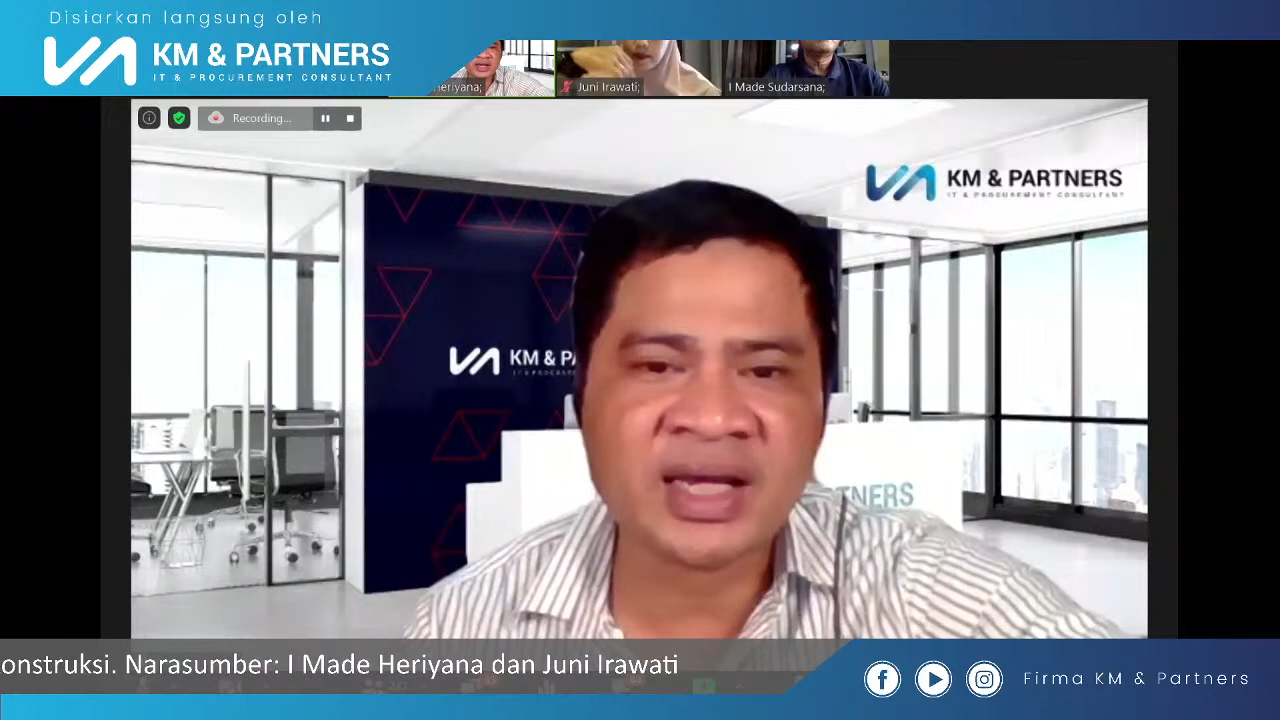 Disiarkan langsung oleh
KM & PARTNERS
IT & PROCUREMENT CONSULTANT
Heriyana;
Juni Irawati;
I Made Sudarsana;
Recording...
KM & PARTNERS
IT & PROCUREMENT CONSULTANT
KM & PA
TNERS
onstruksi. Narasumber: I Made Heriyana dan Juni Irawati
Firma KM & Partners